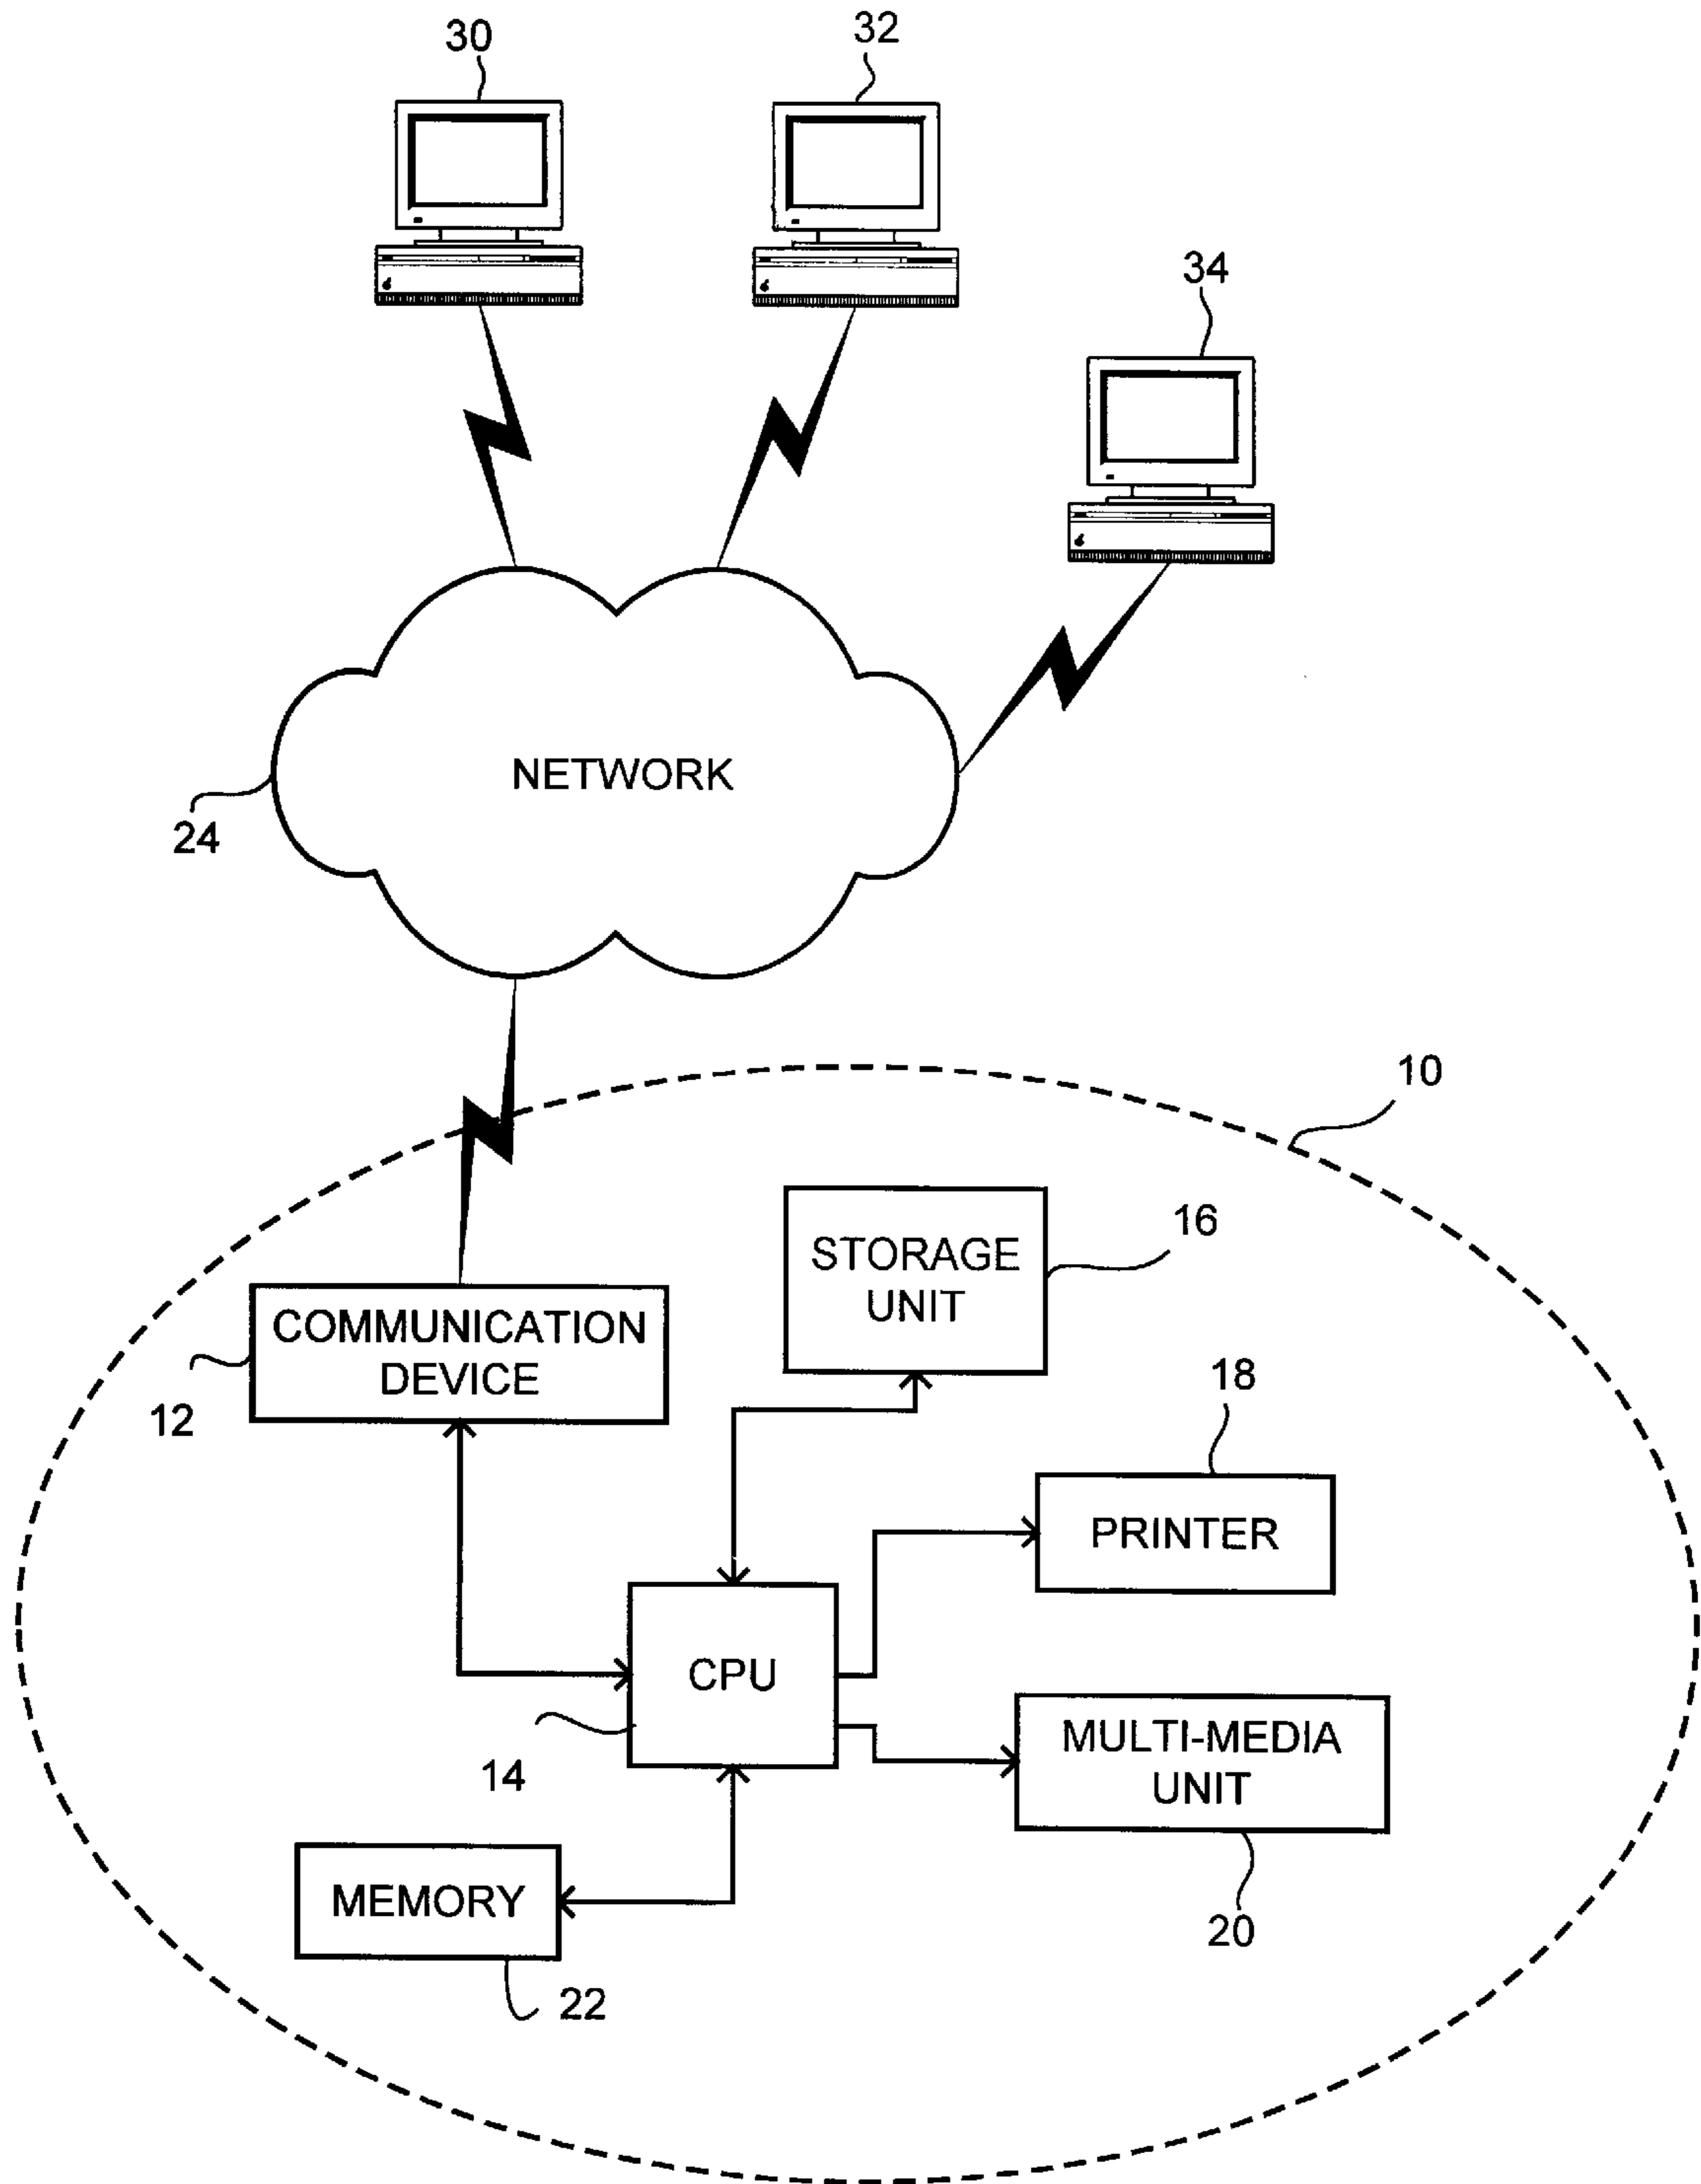 30
32
34
NETWORK
24
10
STORAGE
UNIT
16
COMMUNICATION
DEVICE
12
18
PRINTER
CPU
14
MULTI-MEDIA
UNIT
20
MEMORY
22